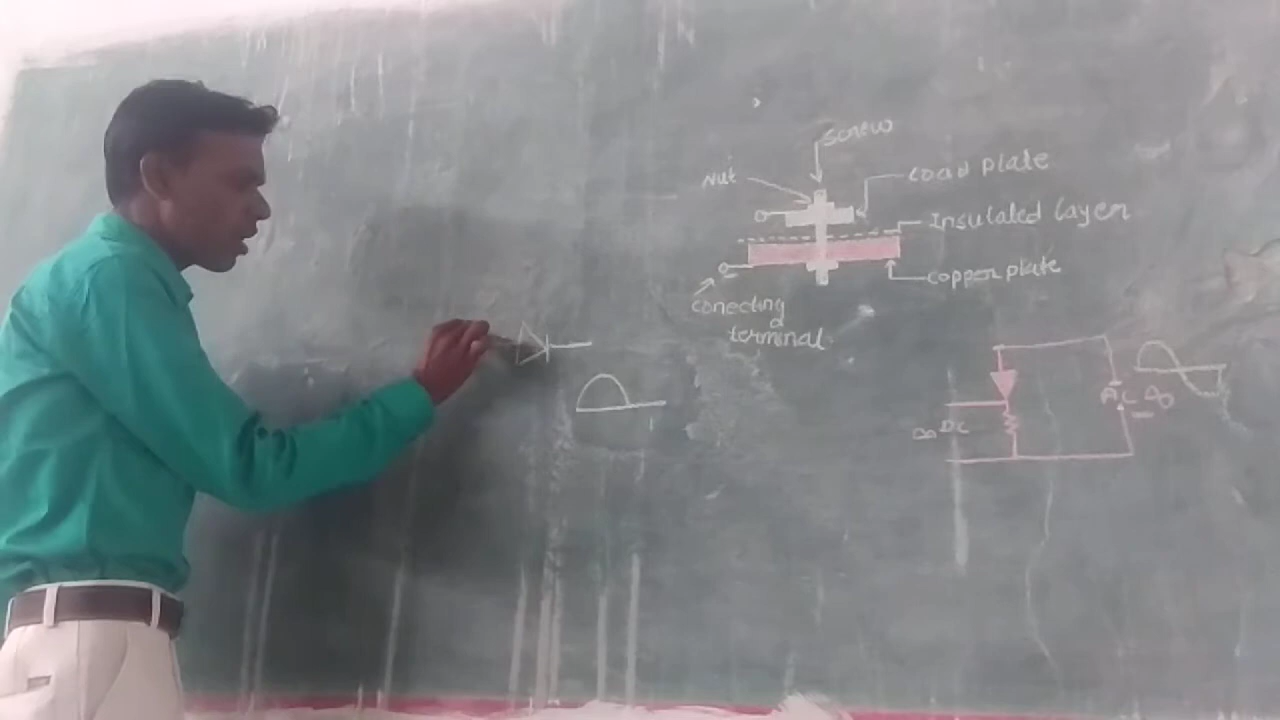 Screw
Nut
Load plate
Insulated layer
Copper plate
Conecting
terminal
AC
DC